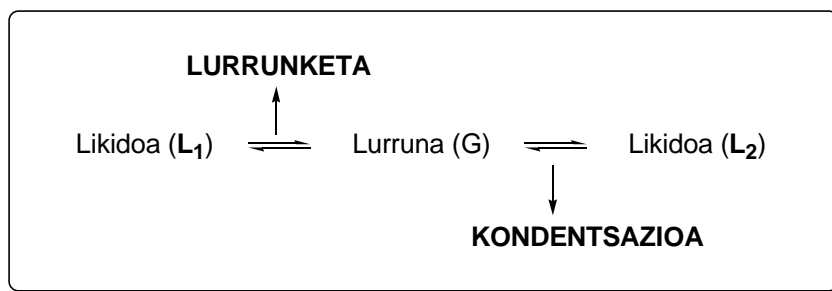 LURRUNKETA
Likidoa (L1) Lurruna (G) Likidoa (L2)
KONDENTSAZIOA